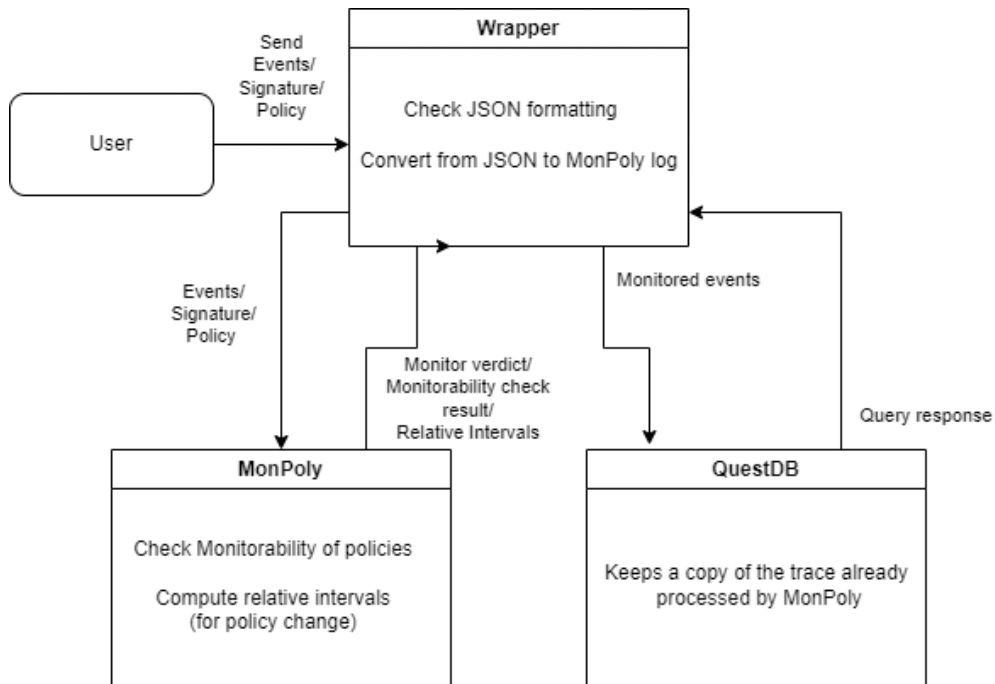 Wrapper
Send
Events/
Signature/
Policy
User
Check JSON formatting
Convert from JSON to MonPoly log
Events/
Signature/
Policy
Monitored events
Monitor verdict/
Monitorability check
result/
Relative Intervals
Query response
MonPoly
Check Monitorability of policies
Compute relative intervals
(for policy change)
QuestDB
Keeps a copy of the trace already
processed by MonPoly